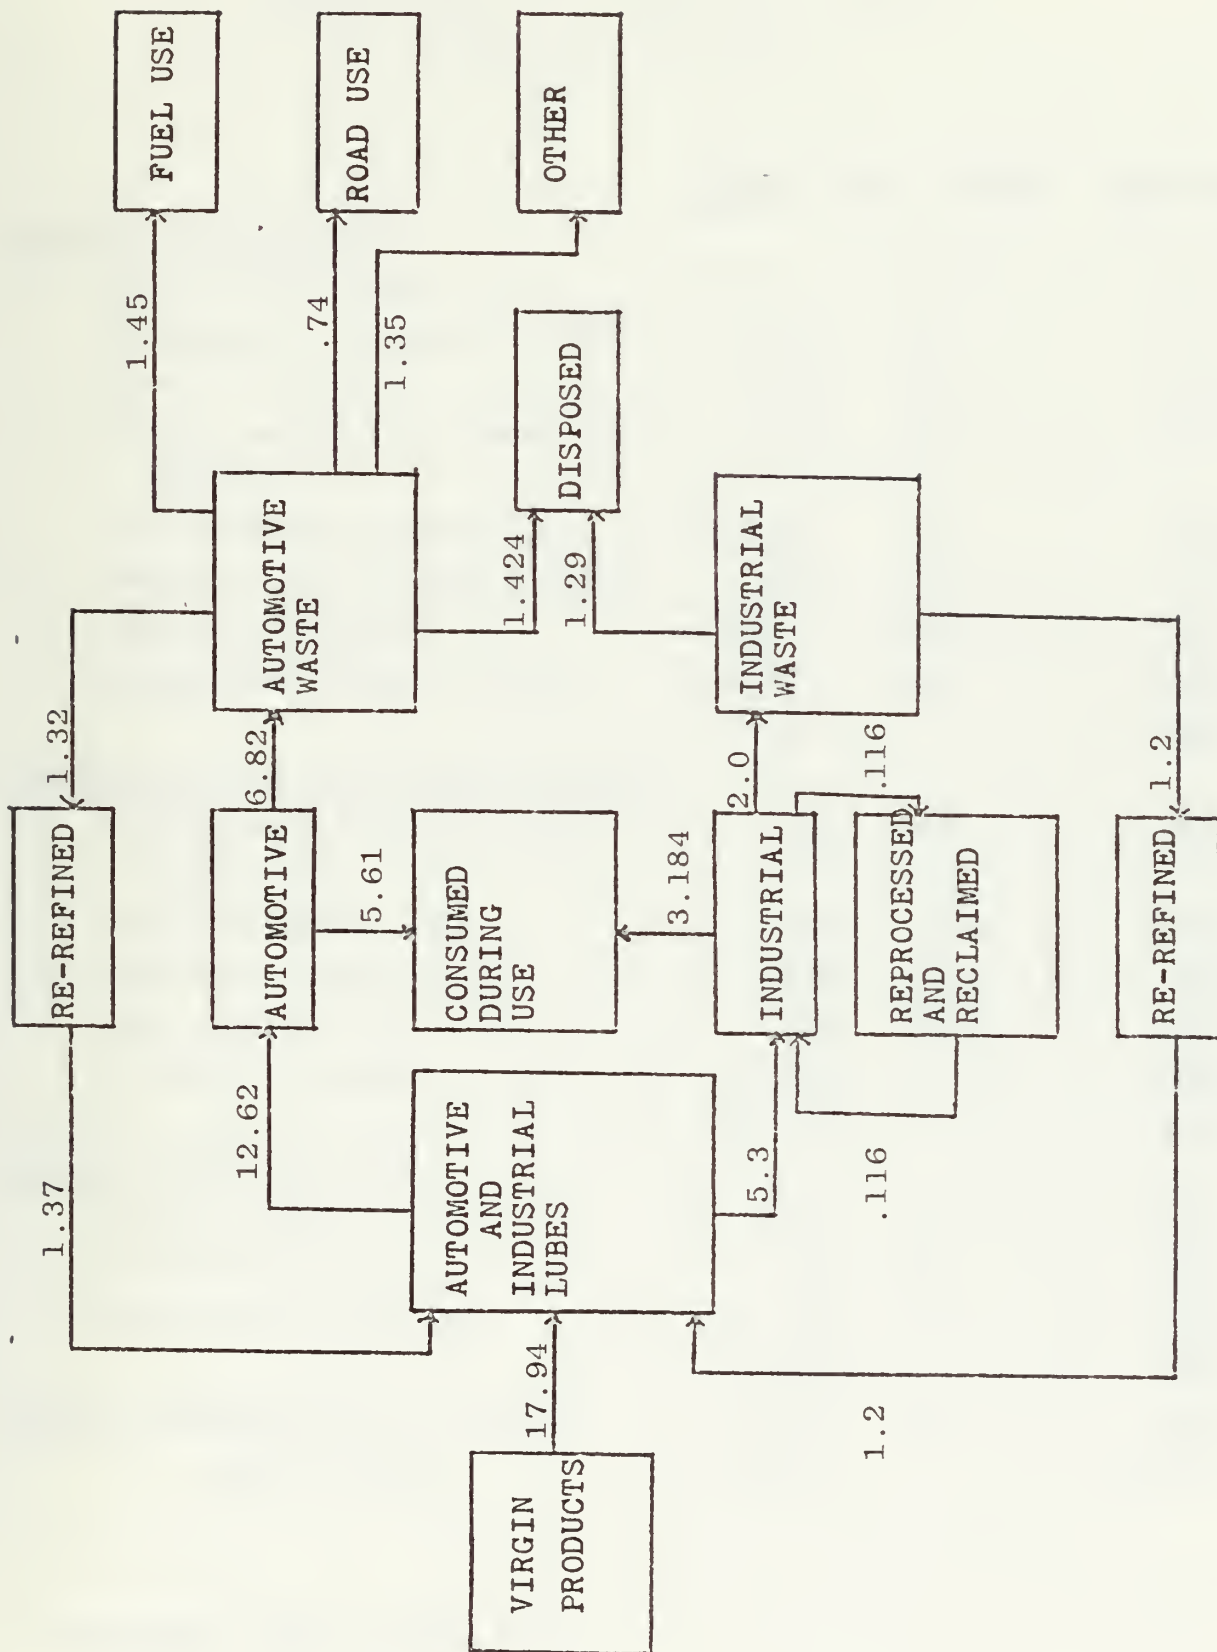 RE-REFINED
1.37
1.32
FUEL USE
1.45
12.62
AUTOMOTIVE
6.82
AUTOMOTIVE
WASTE
.74
ROAD USE
5.61
1.35
VIRGIN
PRODUCTS
17.94
AUTOMOTIVE
AND
INDUSTRIAL
LUBES
CONSUMED
DURING
USE
1.424
DISPOSED
OTHER
1.29
3.184
5.3
INDUSTRIAL
2.0
INDUSTRIAL
WASTE
.116
.116
REPROCESSED
AND
RECLAIMED
1.2
RE-REFINED
1.2